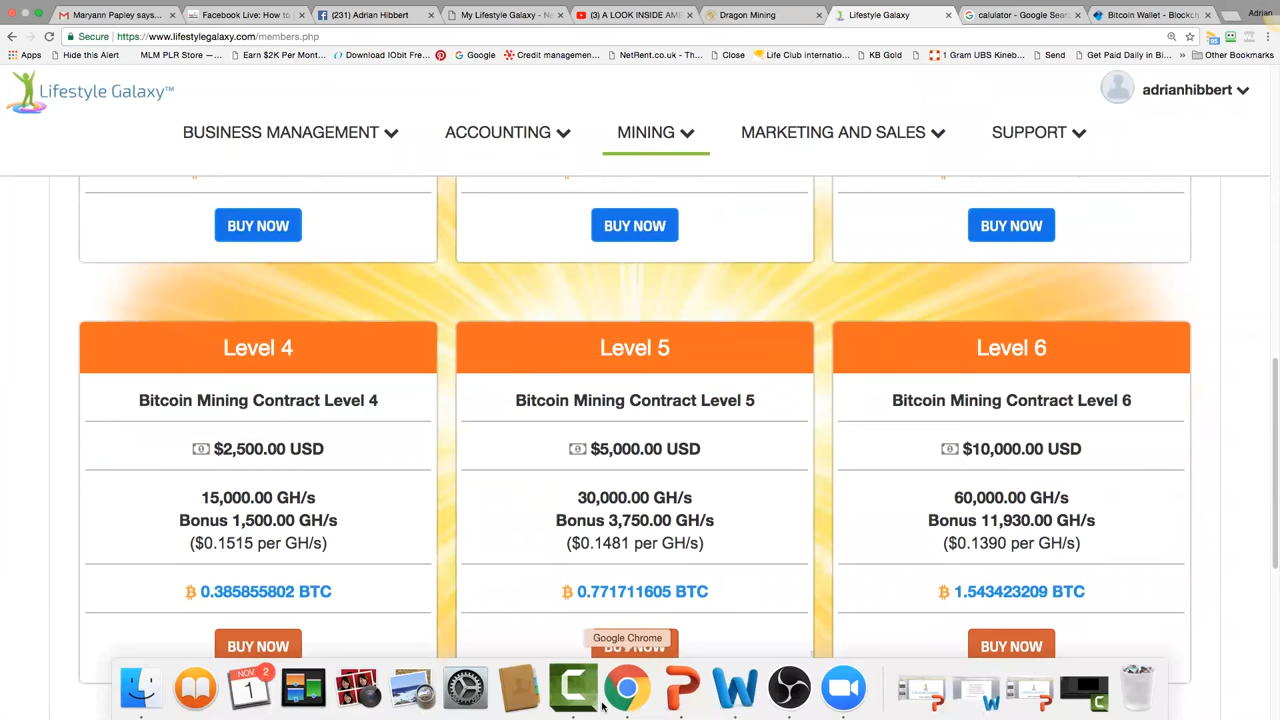 Maryann Papley says...
Facebook Live: How to
(231) Adrian Hibbert
My Lifestyle Galaxy - Ne
(3) A LOOK INSIDE AME
Dragon Mining
Lifestyle Galaxy
calulator - Google Sear
Bitcoin Wallet - Blockch
Adrian
Secure
https://www.lifestylegalaxy.com/members.php
Apps
Hide this Alert
MLM PLR Store — ...
Earn $2K Per Mont...
Download IObit Fre...
Google
Credit managemen...
NetRent.co.uk - Th...
Close
Life Club internatio...
KB Gold
1 Gram UBS Kineb...
Send
Get Paid Daily in Bi...
Other Bookmarks
Lifestyle Galaxy™
adrianhibbert
BUSINESS MANAGEMENT
ACCOUNTING
MINING
MARKETING AND SALES
SUPPORT
BUY NOW
BUY NOW
BUY NOW
Level 4
Level 5
Level 6
Bitcoin Mining Contract Level 4
Bitcoin Mining Contract Level 5
Bitcoin Mining Contract Level 6
$2,500.00 USD
$5,000.00 USD
$10,000.00 USD
15,000.00 GH/s
30,000.00 GH/s
60,000.00 GH/s
Bonus 1,500.00 GH/s
Bonus 3,750.00 GH/s
Bonus 11,930.00 GH/s
($0.1515 per GH/s)
($0.1481 per GH/s)
($0.1390 per GH/s)
0.385855802 BTC
0.771711605 BTC
1.543423209 BTC
Google Chrome
BUY NOW
BUY NOW
BUY NOW
NOV.
2
1